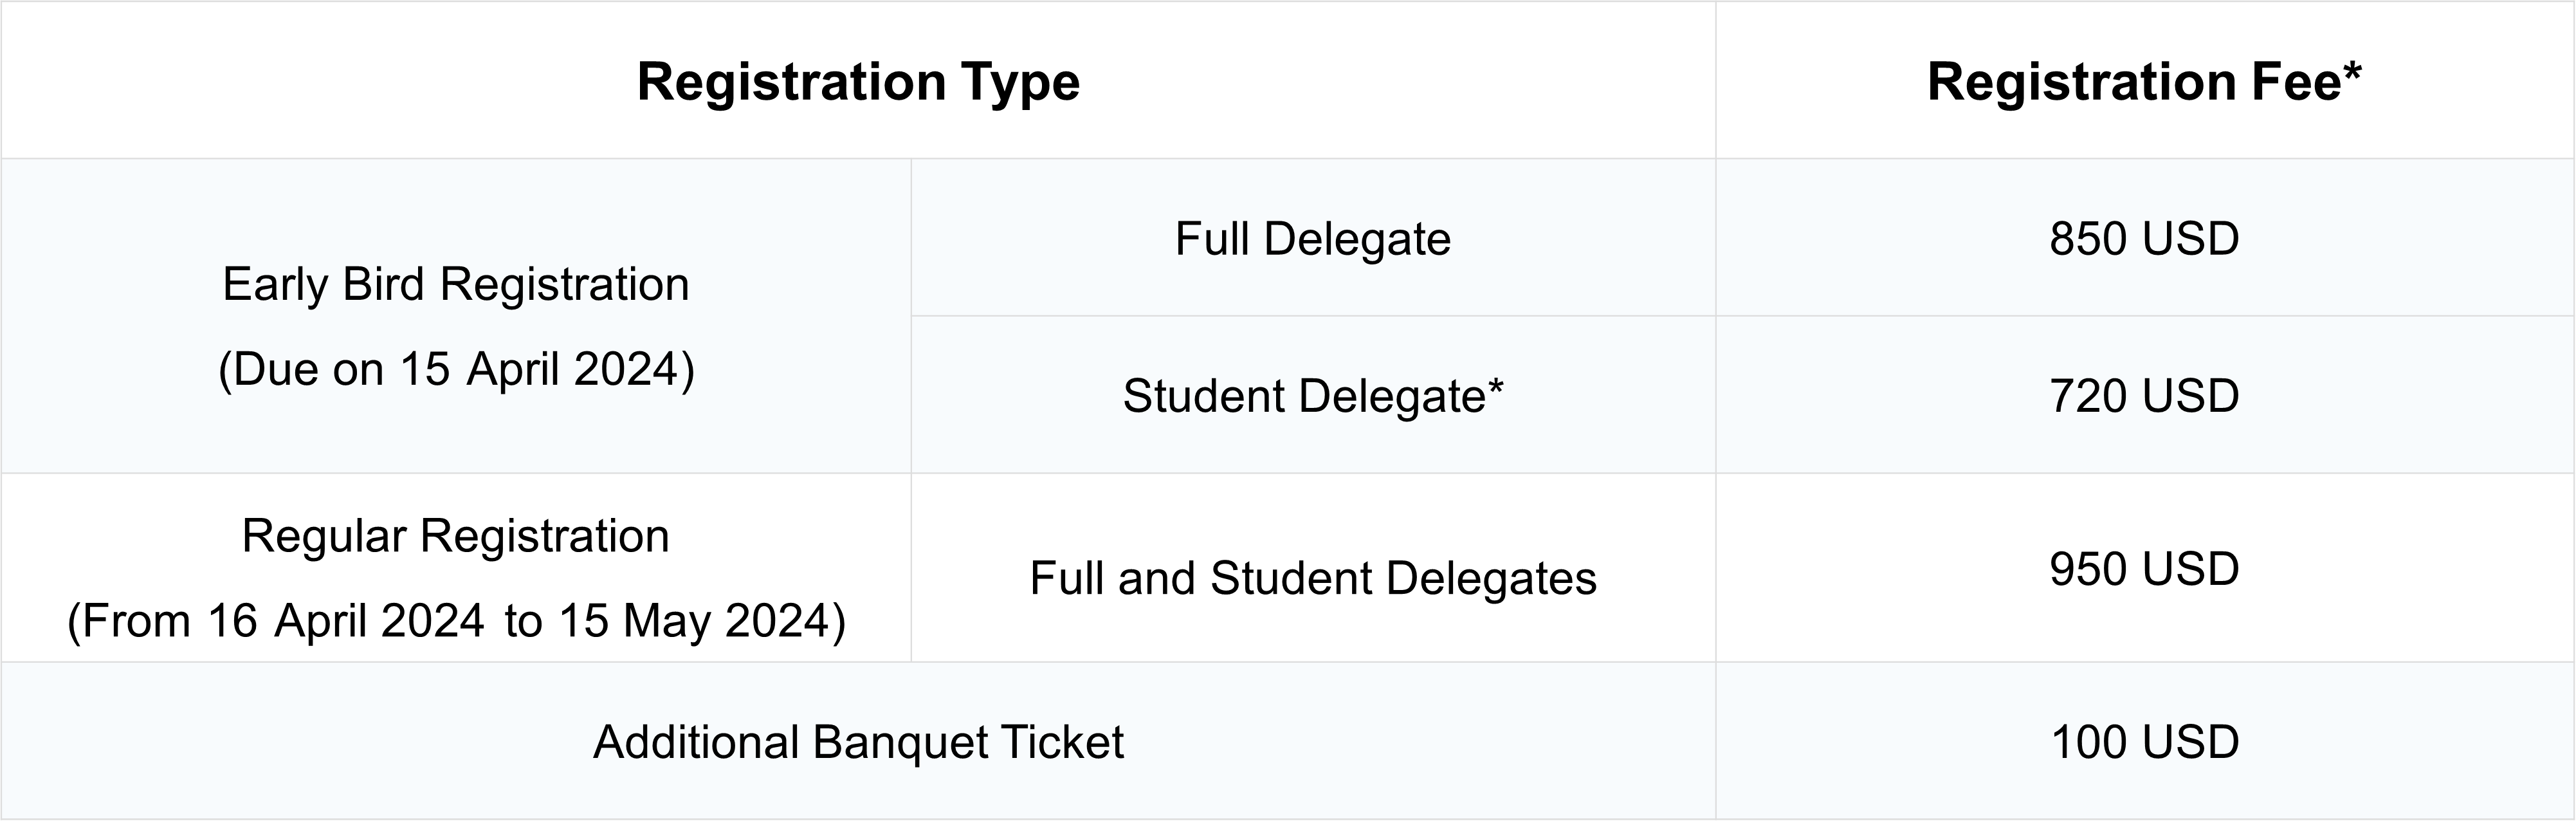 Registration Type
Registration Fee*
Early Bird Registration
(Due on 15 April 2024)
Full Delegate
850 USD
Student Delegate*
720 USD
Regular Registration
(From 16 April 2024 to 15 May 2024)
Full and Student Delegates
950 USD
Additional Banquet Ticket
100 USD